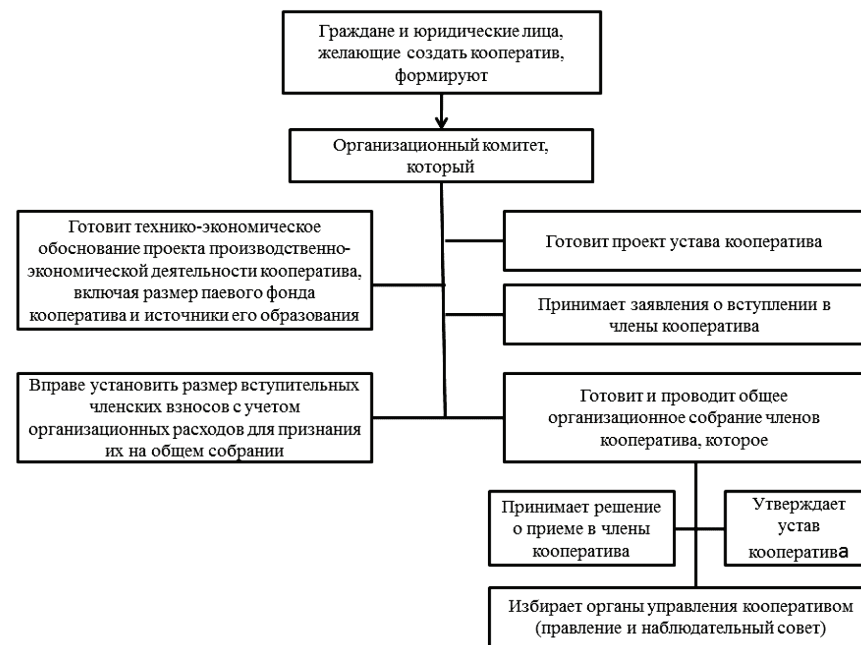 Граждане и юридические лица,
желающие создать кооператив,
формируют
Организационный комитет,
который
Готовит технико-экономическое
обоснование проекта производственно-
экономической деятельности кооператива,
включая размер паевого фонда
кооператива и источники его образования
Готовит проект устава кооператива
Принимает заявления о вступлении в
члены кооператива
Вправе установить размер вступительных
членских взносов с учетом
организационных расходов для признания
их на общем собрании
Готовит и проводит общее
организационное собрание членов
кооператива, которое
Принимает решение
о приеме в члены
кооператива
Утверждает
устав
кооператива
Избирает органы управления кооперативом
(правление и наблюдательный совет)